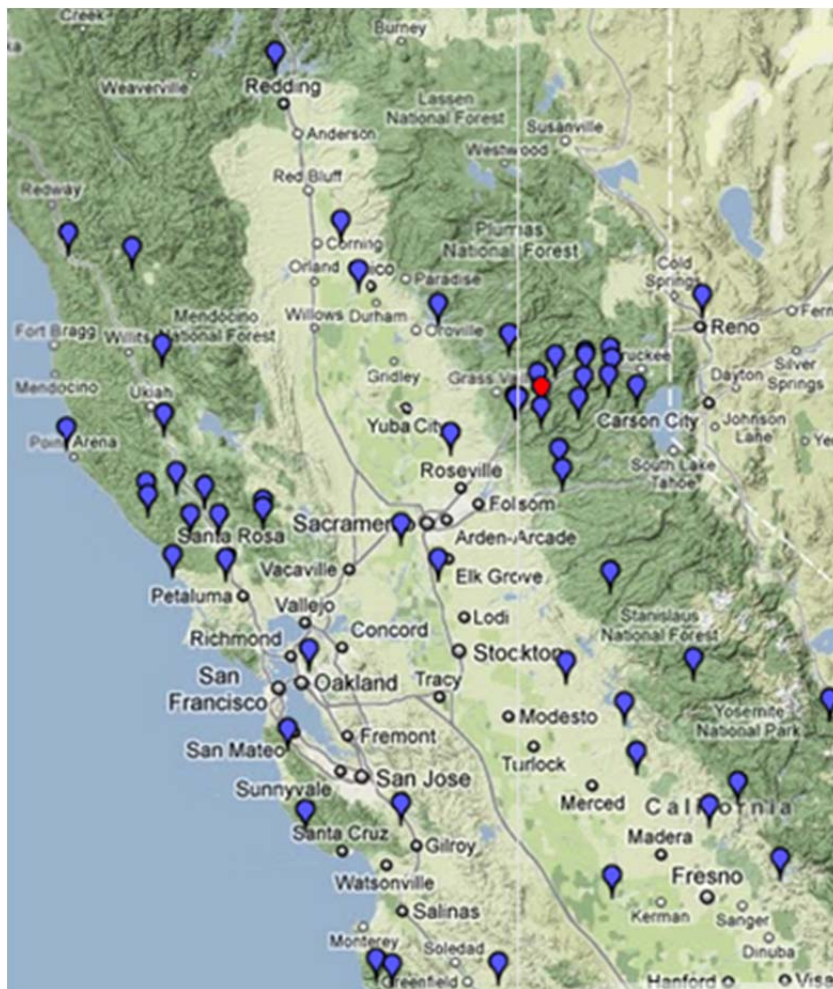 Creek
Burney
Weaverville
Redding
Lassen
National Forest
Anderson
Susanville
Westwood
Redway
Red Bluff
Plumas
National Forest
Corning
Orland
Paradise
Cold
Springs
Mendocino
National Forest
Willows
Durham
Oroville
Reno
Fort Bragg
Willits
Gridley
Grass Va
Truckee
Silver
Springs
Dayton
Mendocino
Ukiah
Yuba City
Carson City
Johnson
Lane
Point Arena
Roseville
South Lake
Tahoe
Folsom
Sacramen
Arden-Arcade
Santa Rosa
Vacaville
Elk Grove
Petaluma
Vallejo
Lodi
Stanislaus
National Forest
Richmond
Concord
Stockton
San
Francisco
Oakland
Tracy
Yosemite
National Park
Modesto
San Mateo
Fremont
Turlock
Sunnyvale
San Jose
Merced
California
Santa Cruz
Madera
Gilroy
Fresno
Watsonville
Kerman
Sanger
Salinas
Monterey
Soledad
Dinuba
Greenfield
Hanford
Visa